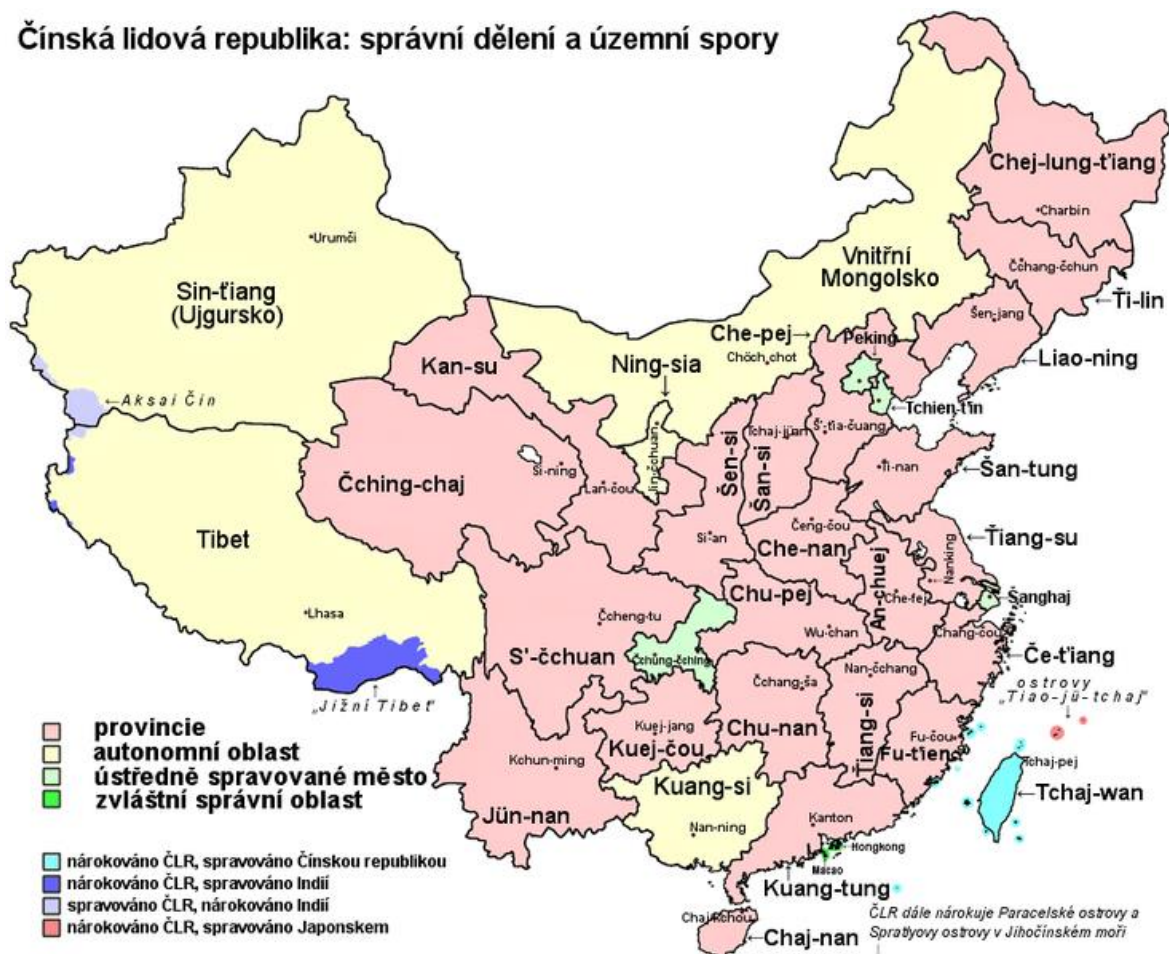 Čínská lidová republika: správní dělení a územní spory
Chej-lung-ťiang
Charbin
Urumči
Vnitřní
Mongolsko
Čchang-čchun
Sin-ťiang
(Ujgursko)
←Ťi-lin
Šen-jang
Che-pej→
Peking
Chöch chot
Kan-su
Ning-sia
←Liao-ning
←Aksai Čin
←Tchien-ťin
Tchaj-jüan
S'-ťia-čuang
Šen-si
Šan-si
Jin-čchuan
Si-ning
Ťi-nan
←Šan-tung
Čching-chaj
Lan-čou
Čeng-čou
Si-an
Che-nan
←Ťiang-su
Tibet
Nanking
An-chuej
Chu-pej
Che-fej
←Šanghaj
Lhasa
Čcheng-tu
Wu-chan
Chang-čou
S'-čchuan
Čchung-čching
←Če-ťiang
Nan-čchang
Čchang-ša
ostrovy
„Tiao-jü-tchaj"
„Jižní Tibet"
Kuej-jang
Chu-nan
Ťiang-si
Fu-čou
Fu-ťien
Kuej-čou
Kchun-ming
Tchaj-pej
←Tchaj-wan
Kuang-si
Jün-nan
Kanton
Nan-ning
Hongkong
Macao
Kuang-tung
Chaj-kchou
←Chaj-nan
provincie
autonomní oblast
ústředně spravované město
zvláštní správní oblast
nárokováno ČLR, spravováno Čínskou republikou
nárokováno ČLR, spravováno Indií
spravováno ČLR, nárokováno Indií
nárokováno ČLR, spravováno Japonskem
ČLR dále nárokuje Paracelské ostrovy a
Spratlyovy ostrovy v Jihočínském moři